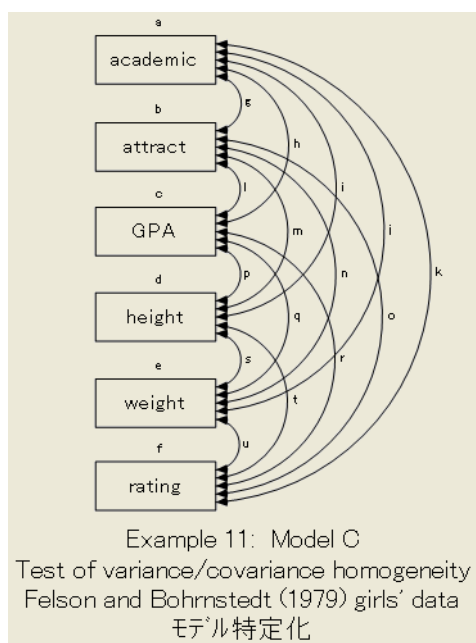 a
academic
g
b
attract
h
i
j
k
c
l
GPA
m
n
o
d
p
height
q
r
e
s
weight
t
f
u
rating
Example 11: Model C
Test of variance/covariance homogeneity
Felson and Bohrnstedt (1979) girls' data
モデル特定化